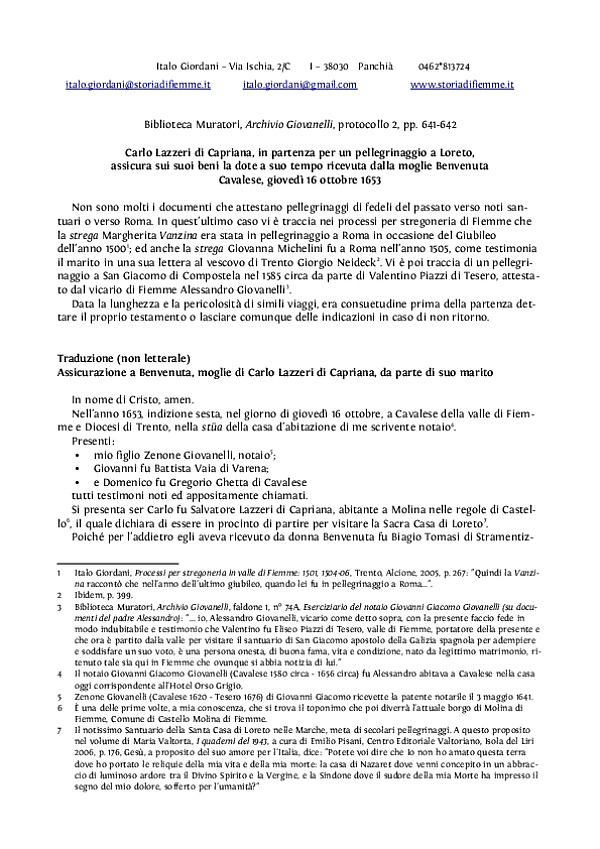 Italo Giordani – Via Ischia, 2/C I – 38030 Panchià 0462*813724
italo.giordani@storiadifiemme.it italo.giordani@gmail.com www.storiadifiemme.it
Biblioteca Muratori, Archivio Giovanelli, protocollo 2, pp. 641-642
Carlo Lazzeri di Capriana, in partenza per un pellegrinaggio a Loreto,
assicura sui suoi beni la dote a suo tempo ricevuta dalla moglie Benvenuta
Cavalese, giovedì 16 ottobre 1653
Non sono molti i documenti che attestano pellegrinaggi di fedeli del passato verso noti san-
tuari o verso Roma. In quest'ultimo caso vi è traccia nei processi per stregoneria di Fiemme che
la strega Margherita Vanzina era stata in pellegrinaggio a Roma in occasione del Giubileo
dell'anno 1500¹; ed anche la strega Giovanna Michelini fu a Roma nell'anno 1505, come testimonia
il marito in una sua lettera al vescovo di Trento Giorgio Neideck². Vi è poi traccia di un pellegri-
naggio a San Giacomo di Compostela nel 1585 circa da parte di Valentino Piazzi di Tesero, attesta-
to dal vicario di Fiemme Alessandro Giovanelli³.
Data la lunghezza e la pericolosità di simili viaggi, era consuetudine prima della partenza det-
tare il proprio testamento o lasciare comunque delle indicazioni in caso di non ritorno.
Traduzione (non letterale)
Assicurazione a Benvenuta, moglie di Carlo Lazzeri di Capriana, da parte di suo marito
In nome di Cristo, amen.
Nell'anno 1653, indizione sesta, nel giorno di giovedì 16 ottobre, a Cavalese della valle di Fiem-
me e Diocesi di Trento, nella stüa della casa d'abitazione di me scrivente notaio⁴.
Presenti:
• mio figlio Zenone Giovanelli, notaio⁵;
• Giovanni fu Battista Vaia di Varena;
• e Domenico fu Gregorio Ghetta di Cavalese
tutti testimoni noti ed appositamente chiamati.
Si presenta ser Carlo fu Salvatore Lazzeri di Capriana, abitante a Molina nelle regole di Castel-
lo⁶, il quale dichiara di essere in procinto di partire per visitare la Sacra Casa di Loreto⁷.
Poiché per l'addietro egli aveva ricevuto da donna Benvenuta fu Biagio Tomasi di Stramentiz-
1 Italo Giordani, Processi per stregoneria in valle di Fiemme: 1501, 1504-06, Trento, Alcione, 2005, p. 267: "Quindi la Vanzi-
na raccontò che nell'anno dell'ultimo giubileo, quando lei fu in pellegrinaggio a Roma...".
2 Ibidem, p. 399.
3 Biblioteca Muratori, Archivio Giovanelli, faldone 1, n° 74A, Eserciziario del notaio Giovanni Giacomo Giovanelli (su docu-
menti del padre Alessandro): "... io, Alessandro Giovanelli, vicario come detto sopra, con la presente faccio fede in
modo indubitabile e testimonio che Valentino fu Eliseo Piazzi di Tesero, valle di Fiemme, portatore della presente e
che ora è partito dalla valle per visitare il santuario di San Giacomo apostolo della Galizia spagnola per adempiere
e soddisfare un suo voto, è una persona onesta, di buona fama, vita e condizione, nato da legittimo matrimonio, ri-
tenuto tale sia qui in Fiemme che ovunque si abbia notizia di lui."
4 Il notaio Giovanni Giacomo Giovanelli (Cavalese 1580 circa - 1656 circa) fu Alessandro abitava a Cavalese nella casa
oggi corrispondente all'Hotel Orso Grigio.
5 Zenone Giovanelli (Cavalese 1620 - Tesero 1676) di Giovanni Giacomo ricevette la patente notarile il 3 maggio 1641.
6 È una delle prime volte, a mia conoscenza, che si trova il toponimo che poi diverrà l'attuale borgo di Molina di
Fiemme, Comune di Castello Molina di Fiemme.
7 Il notissimo Santuario della Santa Casa di Loreto nelle Marche, meta di secolari pellegrinaggi. A questo proposito
nel volume di Maria Valtorta, I quaderni del 1943, a cura di Emilio Pisani, Centro Editoriale Valtoriano, Isola del Liri
2006, p. 176, Gesù, a proposito del suo amore per l'Italia, dice: "Potete voi dire che Io non ho amato questa terra
dove ho portato le reliquie della mia vita e della mia morte: la casa di Nazaret dove venni concepito in un abbrac-
cio di luminoso ardore tra il Divino Spirito e la Vergine, e la Sindone dove il sudore della mia Morte ha impresso il
segno del mio dolore, sofferto per l'umanità?"